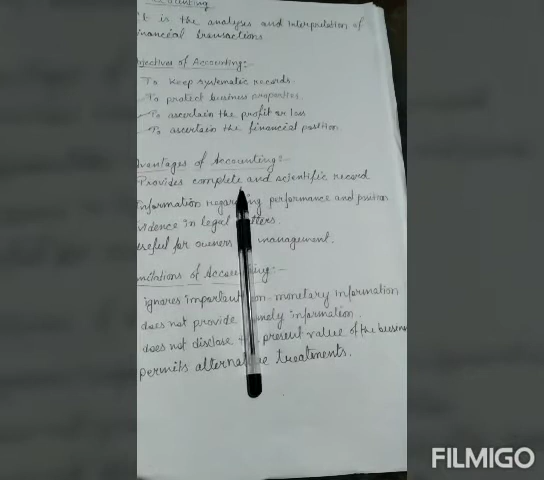 Accounting
It is the analyses and interpretation of
financial transactions
Objectives of Accounting:-
To keep systematic records
To protect business properties
To ascertain the profit or loss
To ascertain the financial position
Advantages of Accounting:-
Provides complete and scientific record
Information regarding performance and position
Evidence in legal matters.
Useful for owners management.
Limitations of Accounting:-
ignores important non-monetary information
does not provide timely information.
does not disclose present value of the business
permits alternative treatments.
FILMIGO